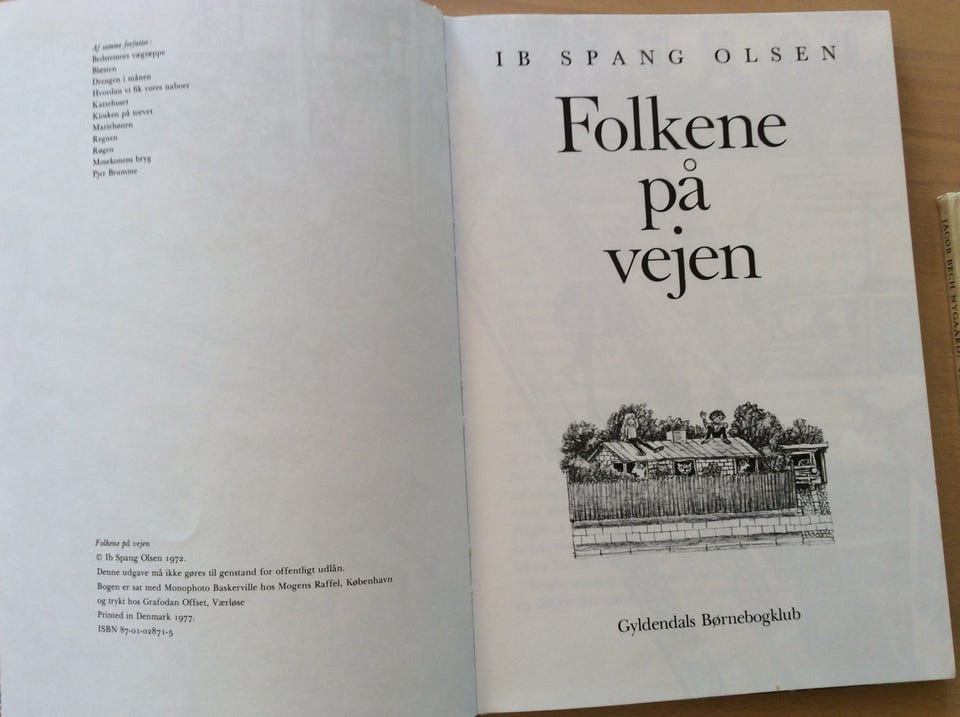 Af samme forfatter:
Bedstemors vægtæppe
Blæsten
Drengen i månen
Hvordan vi fik vores naboer
Kattehuset
Kiosken på torvet
Mariehønen
Regnen
Røgen
Mosekonens bryg
Pjer Brumme
Folkene på vejen
© Ib Spang Olsen 1972.
Denne udgave må ikke gøres til genstand for offentligt udlån.
Bogen er sat med Monophoto Baskerville hos Mogens Raffel, København
og trykt hos Grafodan Offset, Værløse
Printed in Denmark 1977.
ISBN 87-01-02871-5
IB SPANG OLSEN
Folkene
på
vejen
Gyldendals Børnebogklub
JACOB BECH NYGAARD